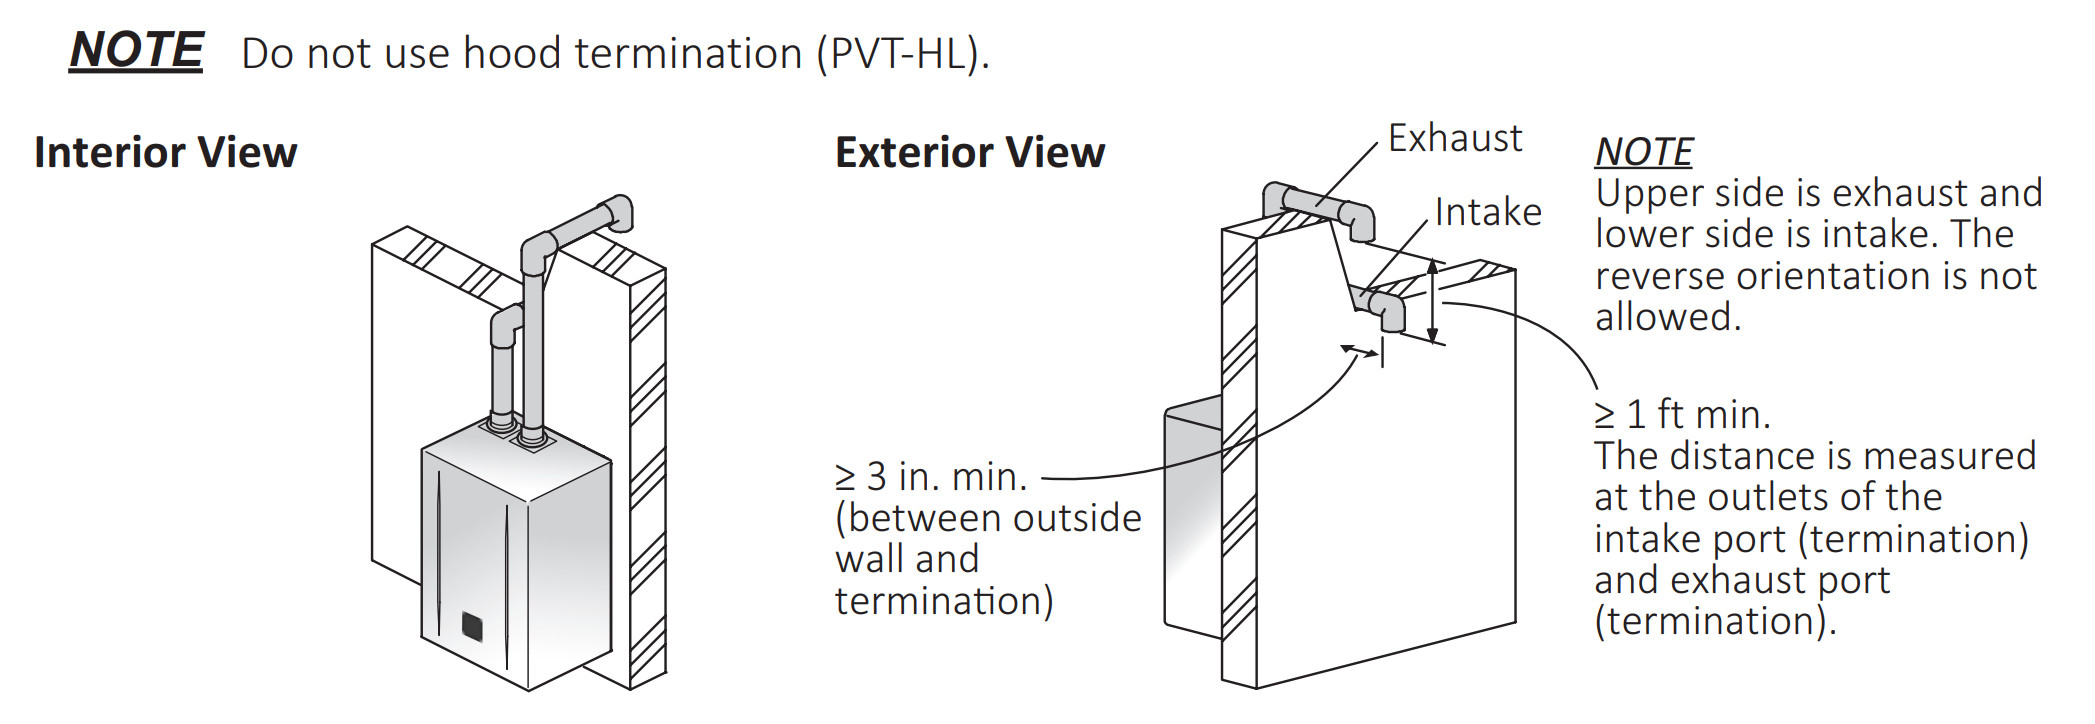 NOTE Do not use hood termination (PVT-HL).
Interior View
Exterior View
Exhaust
Intake
NOTE
Upper side is exhaust and
lower side is intake. The
reverse orientation is not
allowed.
≥ 3 in. min.
(between outside
wall and
termination)
≥ 1 ft min.
The distance is measured
at the outlets of the
intake port (termination)
and exhaust port
(termination).